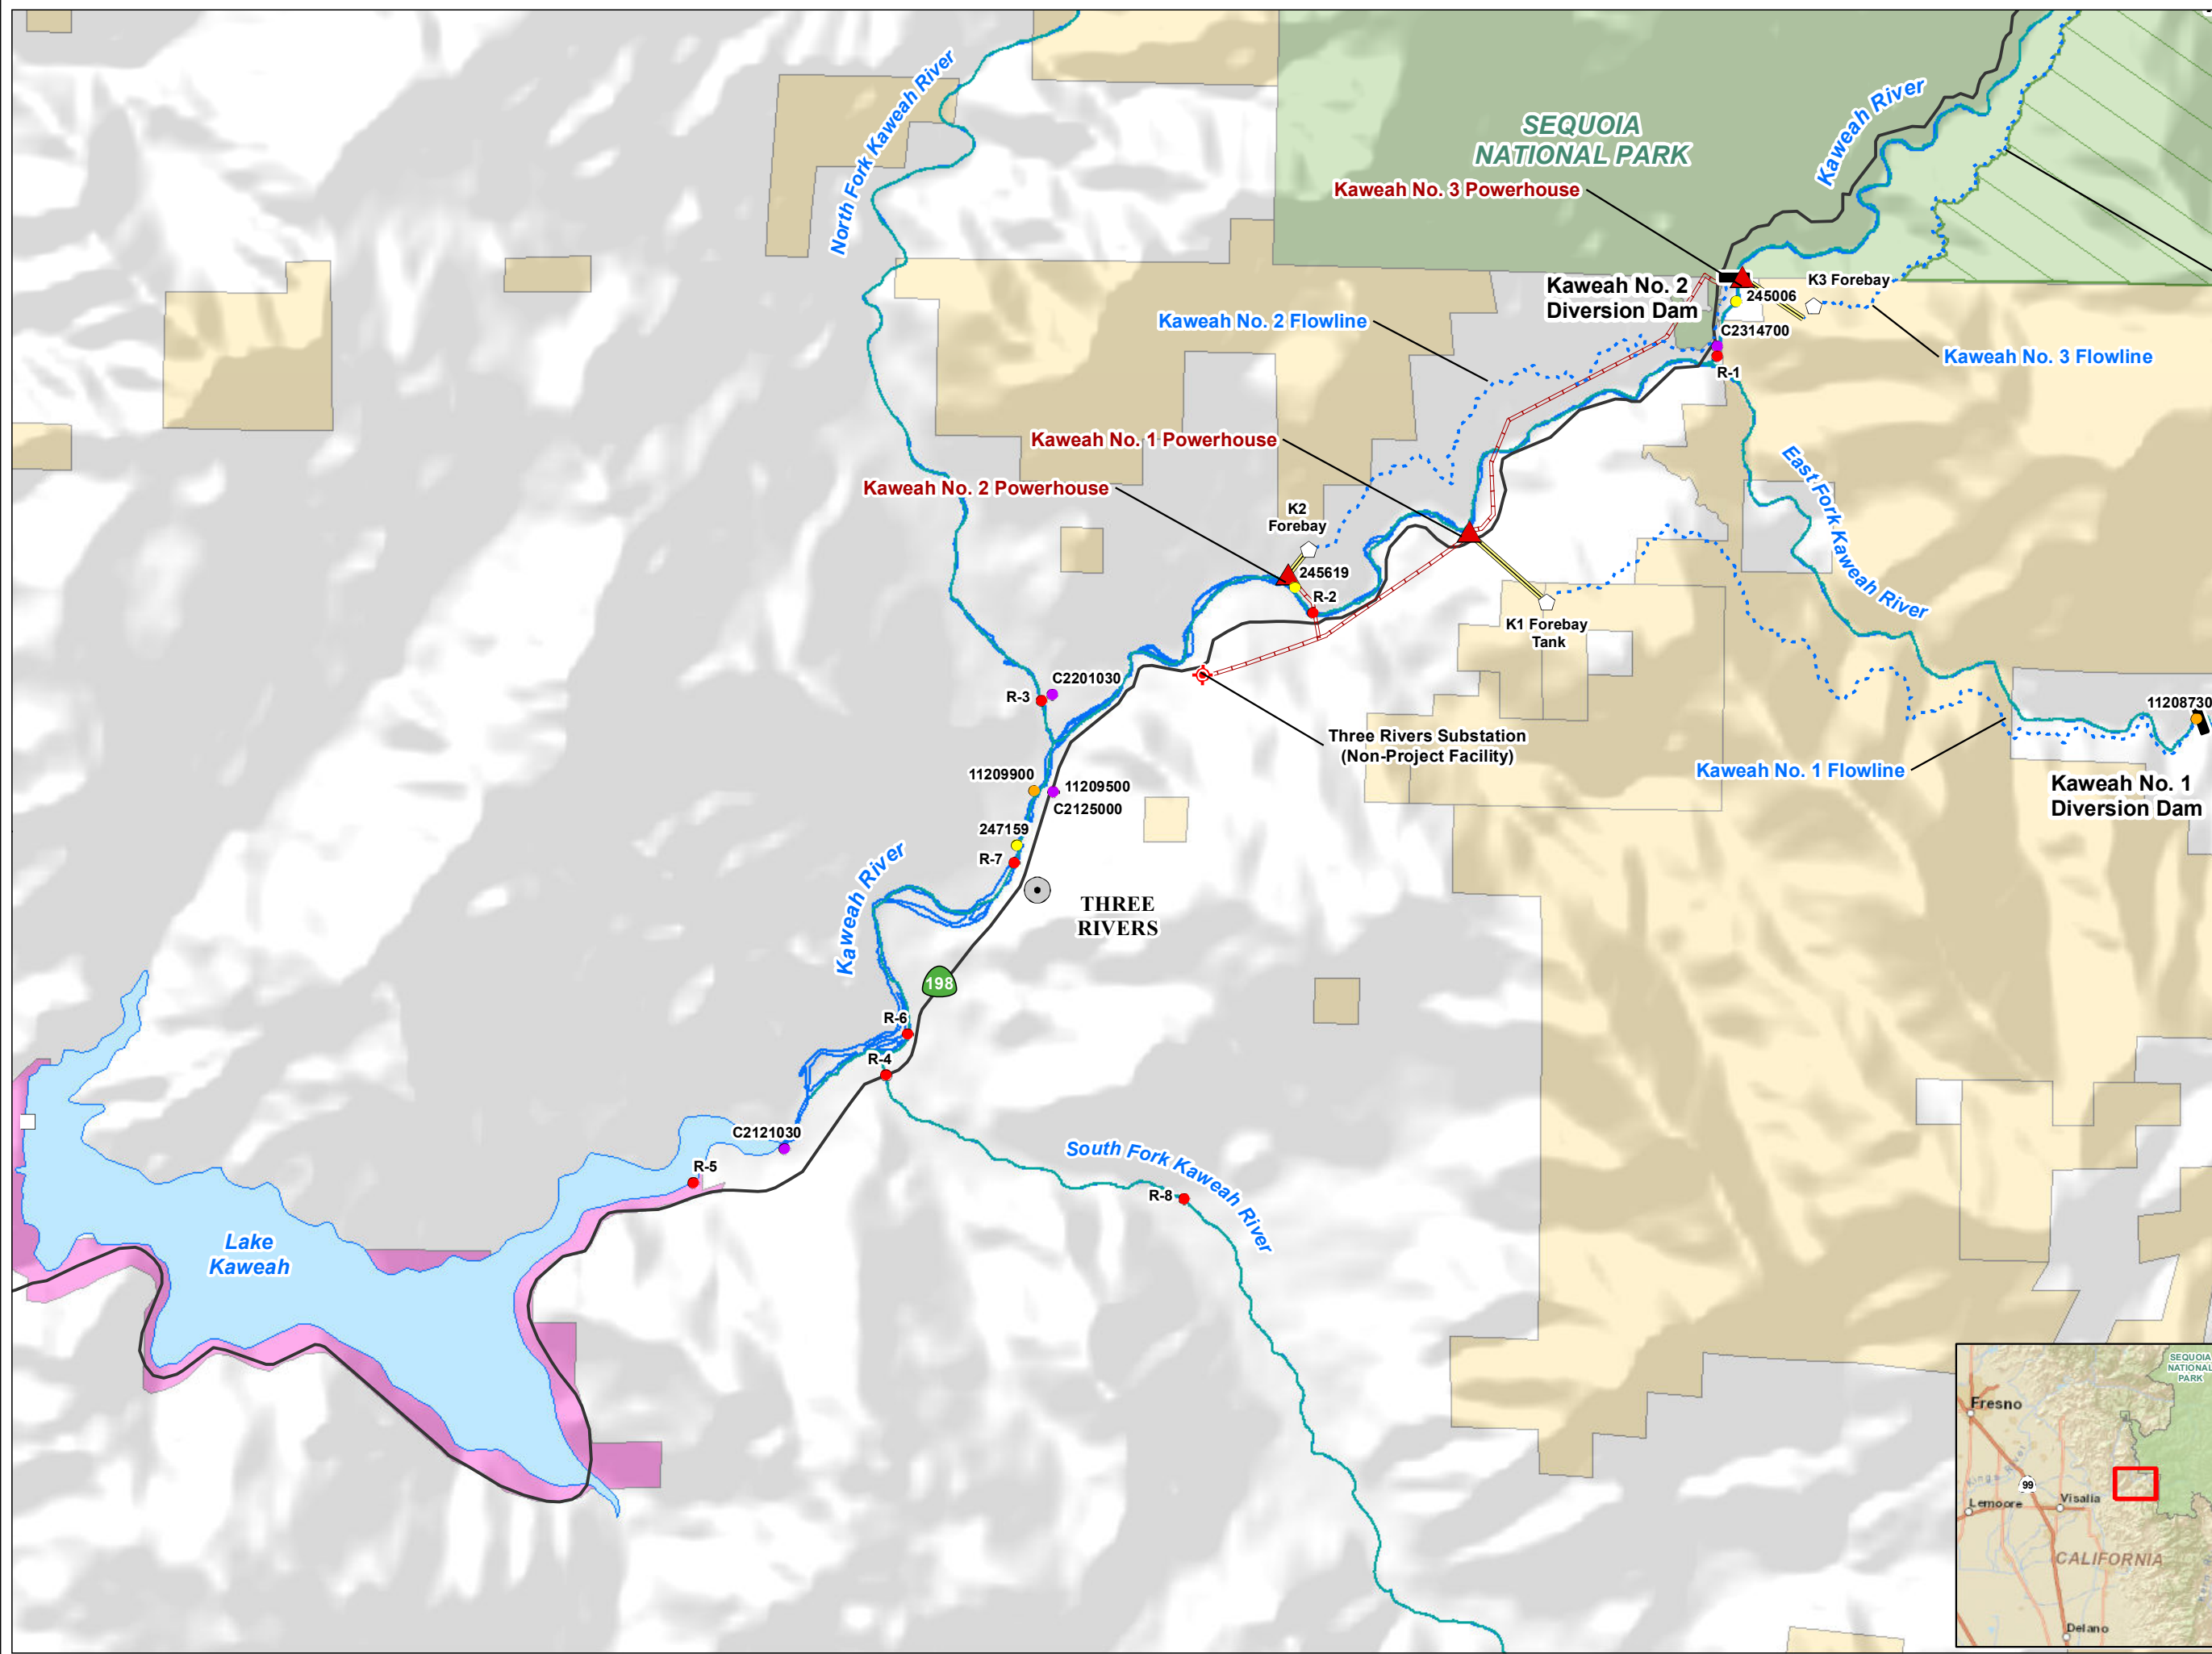 North Fork Kaweah River
SEQUOIA
NATIONAL PARK
Kaweah River
Kaweah No. 3 Powerhouse
Kaweah No. 2
Diversion Dam
K3 Forebay
245006
C2314700
R-1
Kaweah No. 2 Flowline
Kaweah No. 3 Flowline
Kaweah No. 1 Powerhouse
Kaweah No. 2 Powerhouse
East Fork Kaweah River
K2
Forebay
245619
R-2
K1 Forebay
Tank
C2201030
R-3
11208730
Three Rivers Substation
(Non-Project Facility)
Kaweah No. 1 Flowline
Kaweah No. 1
Diversion Dam
11209900
11209500
C2125000
247159
R-7
Kaweah River
THREE
RIVERS
198
R-6
R-4
C2121030
R-5
South Fork Kaweah River
R-8
Lake
Kaweah
SEQUOIA
NATIONAL
PARK
Fresno
Kings River
99
Lemoore
Visalia
CALIFORNIA
Delano